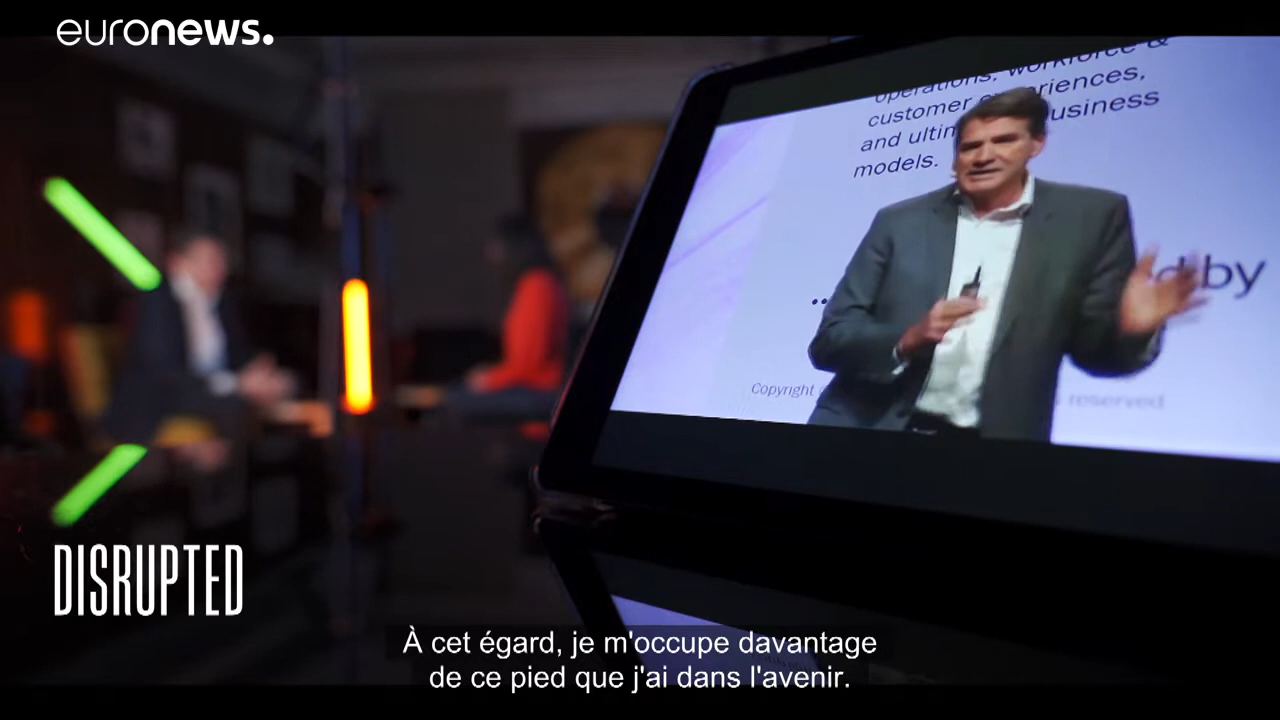 euronews.
operations. workforce &
customer experiences,
and ultim business
models.
..
d by
Copyright
reserved
DISRUPTED
À cet égard, je m'occupe davantage
de ce pied que j'ai dans l'avenir.